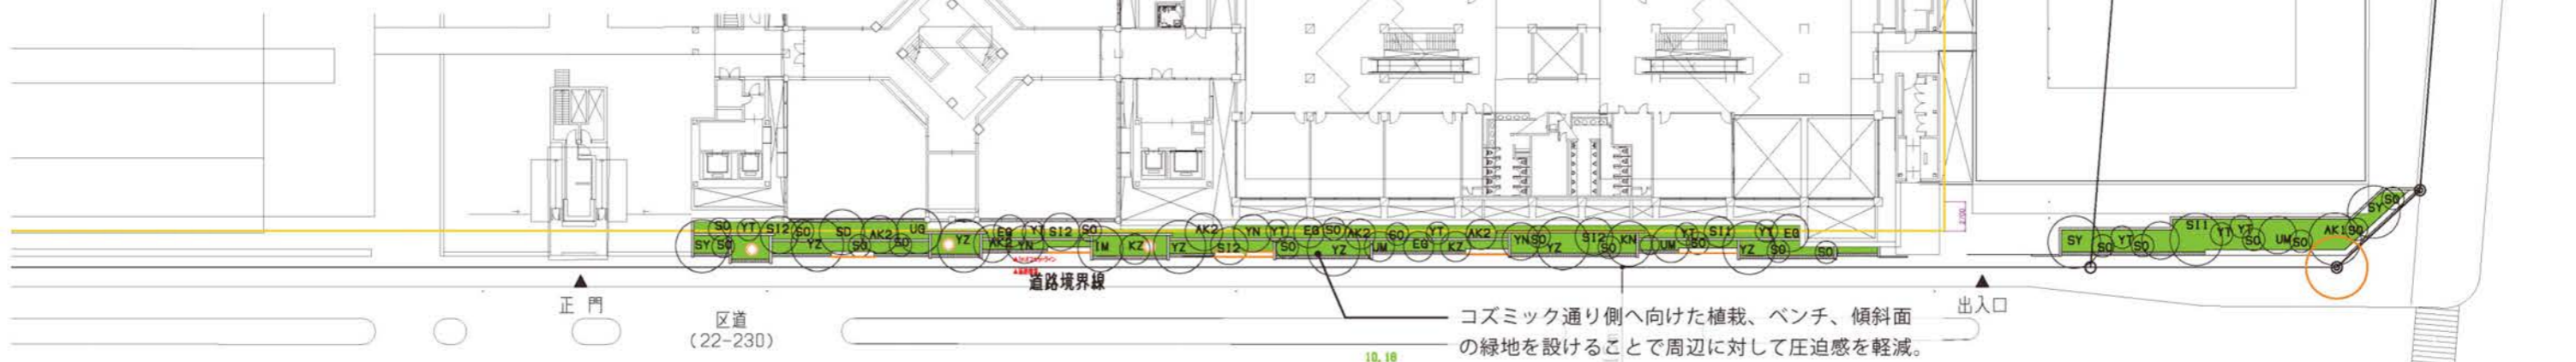 SO YT SI2 SO SD AK2 UG
SY SO YZ SO SO YZ
EG YT SI2 SO
AK2 YN IM KZ YZ
AK2 YN YT EG SO AK2 SO YT AK2
SI2 SO YZ UM EG KZ YNSO YZ
SI2 KN YT SI1 YT EG
SO UM SO YZ SO SO
SY SO YT SO SI1 YT YT SO UM SO AK1 SO SY SO
道路境界線
正 門
区道
(22-230)
出入口
コズミック通り側へ向けた植栽、ベンチ、傾斜面
の緑地を設けることで周辺に対して圧迫感を軽減。
10.16